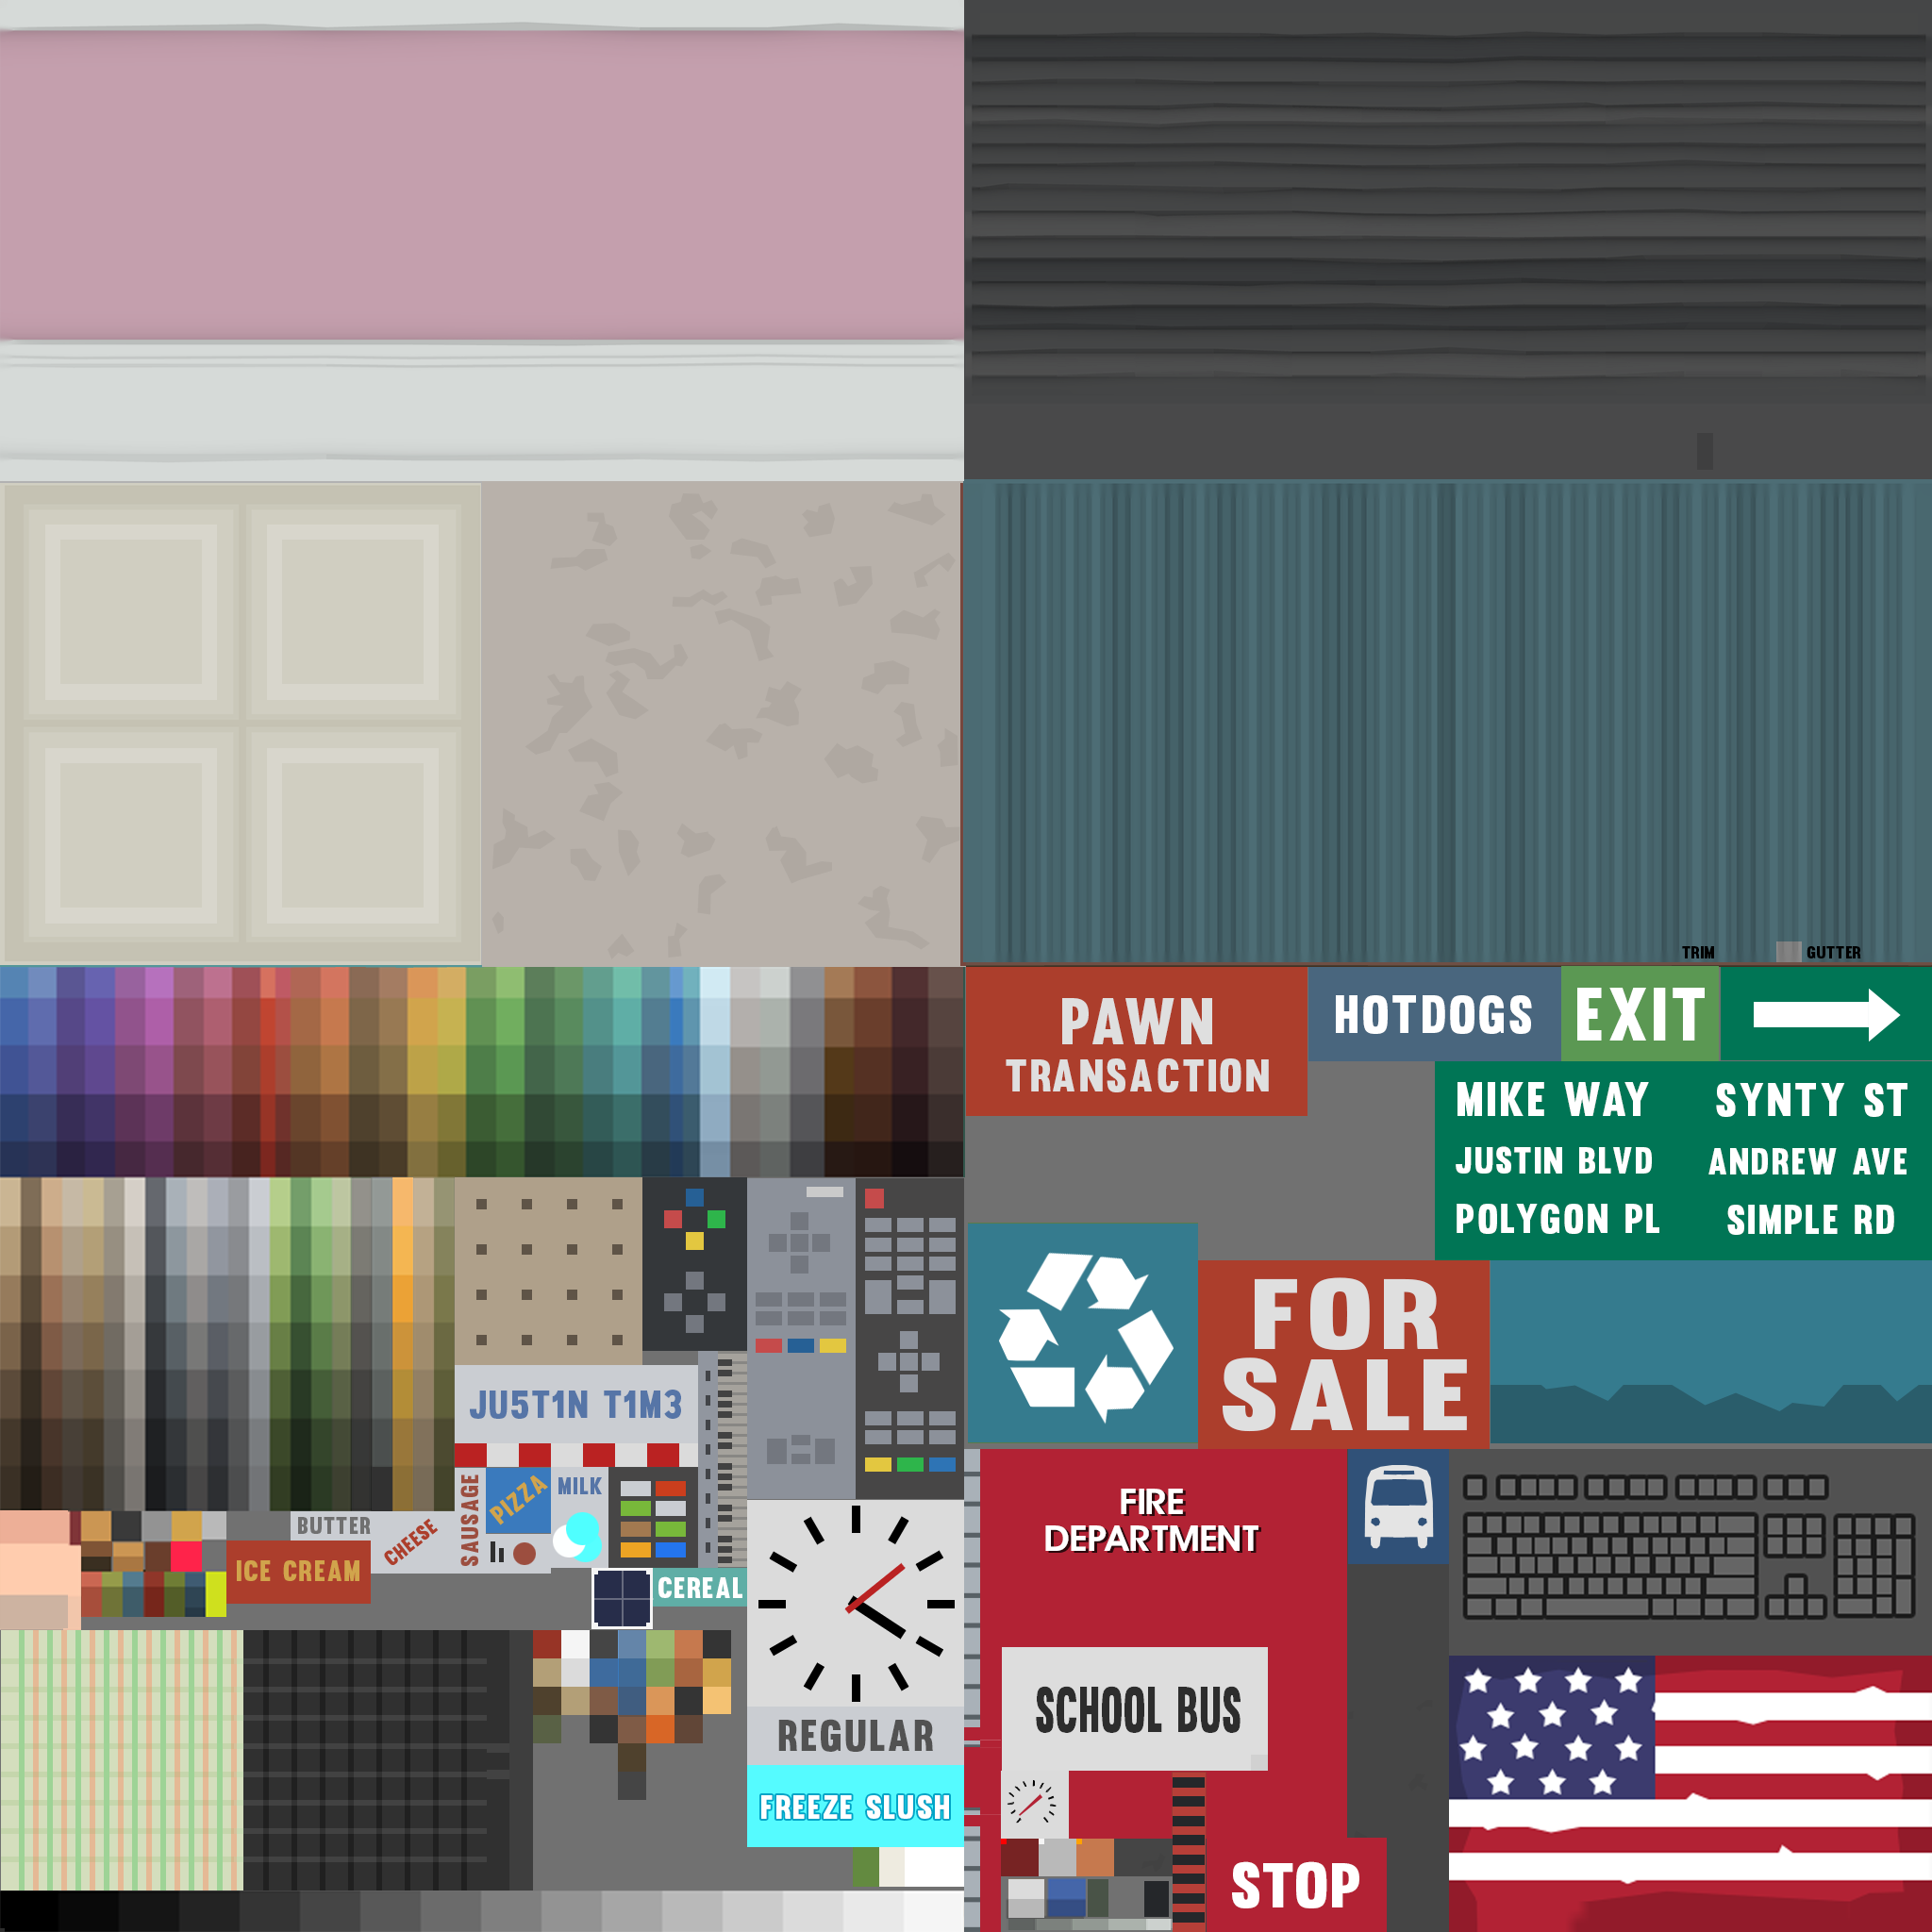 TRIM
GUTTER
PAWN
TRANSACTION
HOTDOGS
EXIT
MIKE WAY
SYNTY ST
JUSTIN BLVD
ANDREW AVE
POLYGON PL
SIMPLE RD
FOR
SALE
JU5T1N T1M3
SAUSAGE
PIZZA
MILK
BUTTER
CHEESE
ICE CREAM
CEREAL
REGULAR
FREEZE SLUSH
FIRE
DEPARTMENT
SCHOOL BUS
STOP